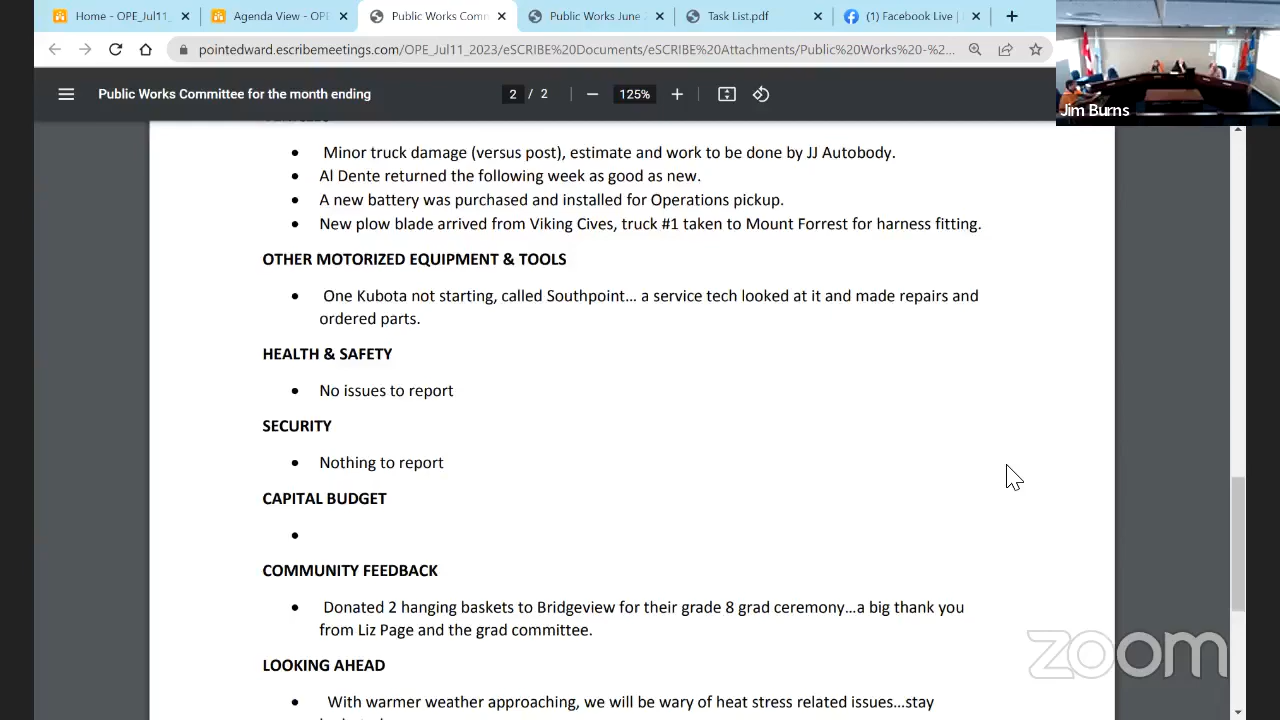 Home - OPE_Jul11_
Agenda View - OPE
Public Works Com
Public Works June
Task List.pdf
(1) Facebook Live
pointedward.escribemeetings.com/OPE_Jul11_2023/eSCRIBE%20Documents/eSCRIBE%20Attachments/Public%20Works%20-%2...
Jim Burns
Public Works Committee for the month ending
2 / 2
125%
• Minor truck damage (versus post), estimate and work to be done by JJ Autobody.
• Al Dente returned the following week as good as new.
• A new battery was purchased and installed for Operations pickup.
• New plow blade arrived from Viking Cives, truck #1 taken to Mount Forrest for harness fitting.
OTHER MOTORIZED EQUIPMENT & TOOLS
• One Kubota not starting, called Southpoint… a service tech looked at it and made repairs and
ordered parts.
HEALTH & SAFETY
• No issues to report
SECURITY
• Nothing to report
CAPITAL BUDGET
•
COMMUNITY FEEDBACK
• Donated 2 hanging baskets to Bridgeview for their grade 8 grad ceremony…a big thank you
from Liz Page and the grad committee.
LOOKING AHEAD
• With warmer weather approaching, we will be wary of heat stress related issues…stay
zoom